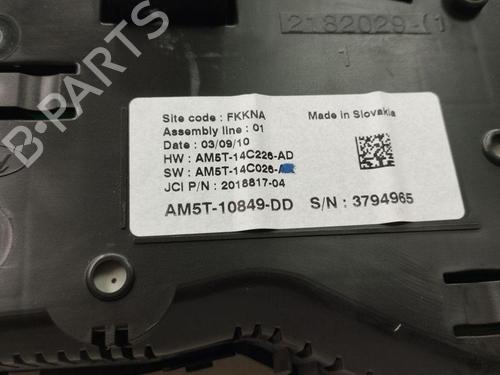 2182029-(1
Site code : FKKNA Made in Slovakia
Assembly line : 01
Date : 03/09/10
HW : AM5T-14C226-AD
SW : AM5T-14C026-
JCI P/N : 2018817-04
AM5T-10849-DD S/N : 3794965
B-PARTS